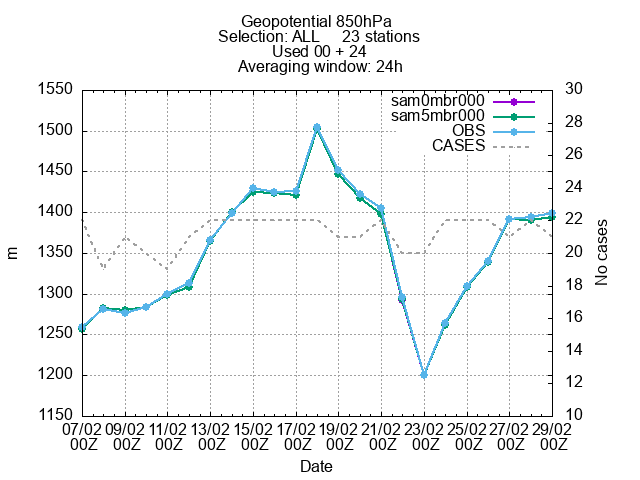 Geopotential 850hPa
Selection: ALL 23 stations
Used 00 + 24
Averaging window: 24h
sam0mbr000
sam5mbr000
OBS
CASES
1550
1500
1450
1400
1350
1300
1250
1200
1150
m
30
28
26
24
22
20
18
16
14
12
10
No cases
07/02 09/02 11/02 13/02 15/02 17/02 19/02 21/02 23/02 25/02 27/02 29/02
00Z 00Z 00Z 00Z 00Z 00Z 00Z 00Z 00Z 00Z 00Z 00Z
Date